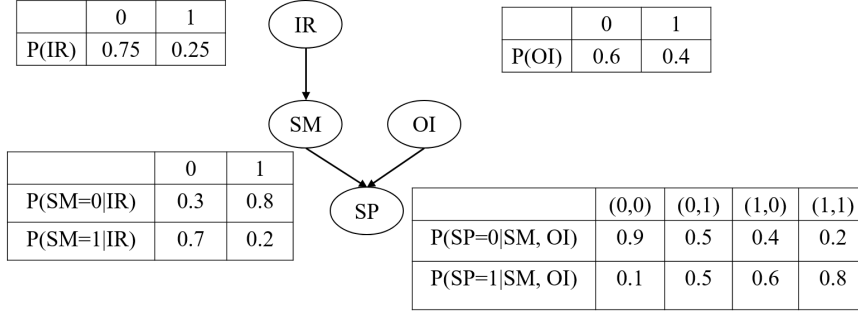 0 1
P(IR) 0.75 0.25
IR
0 1
P(OI) 0.6 0.4
SM
OI
0 1
P(SM=0|IR) 0.3 0.8
P(SM=1|IR) 0.7 0.2
SP
(0,0) (0,1) (1,0) (1,1)
P(SP=0|SM, OI) 0.9 0.5 0.4 0.2
P(SP=1|SM, OI) 0.1 0.5 0.6 0.8